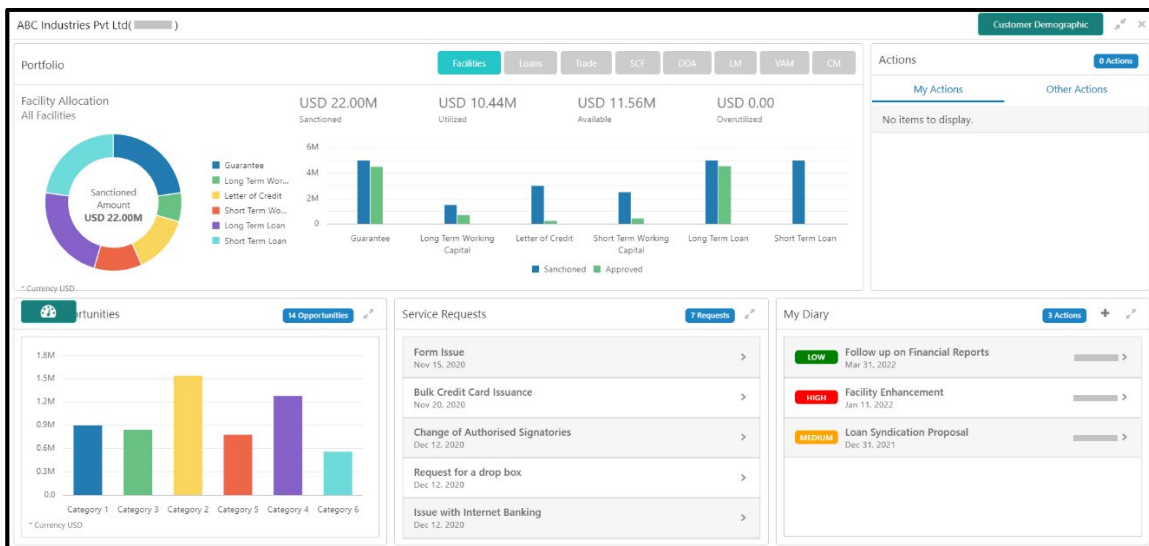 ABC Industries Pvt Ltd( )
Customer Demographic
Portfolio
Facilities
Loans
Trade
SCF
DDA
LM
VAM
CM
Facility Allocation
All Facilities
Sanctioned
Amount
USD 22.00M
Guarantee
Long Term Wor...
Letter of Credit
Short Term Wo...
Long Term Loan
Short Term Loan
* Currency USD
USD 22.00M
Sanctioned
USD 10.44M
Utilized
USD 11.56M
Available
USD 0.00
Overutilized
6M
4M
2M
0
Guarantee
Long Term Working
Capital
Letter of Credit
Short Term Working
Capital
Long Term Loan
Short Term Loan
Sanctioned
Approved
Actions
0 Actions
My Actions
Other Actions
No items to display.
rtunities
14 Opportunities
1.8M
1.5M
1.2M
0.9M
0.6M
0.3M
0.0
Category 1
Category 3
Category 2
Category 5
Category 4
Category 6
* Currency USD
Service Requests
7 Requests
Form Issue
Nov 15, 2020
Bulk Credit Card Issuance
Nov 20, 2020
Change of Authorised Signatories
Dec 12, 2020
Request for a drop box
Dec 12, 2020
Issue with Internet Banking
Dec 12, 2020
My Diary
3 Actions
LOW
Follow up on Financial Reports
Mar 31, 2022
HIGH
Facility Enhancement
Jan 11, 2022
MEDIUM
Loan Syndication Proposal
Dec 31, 2021